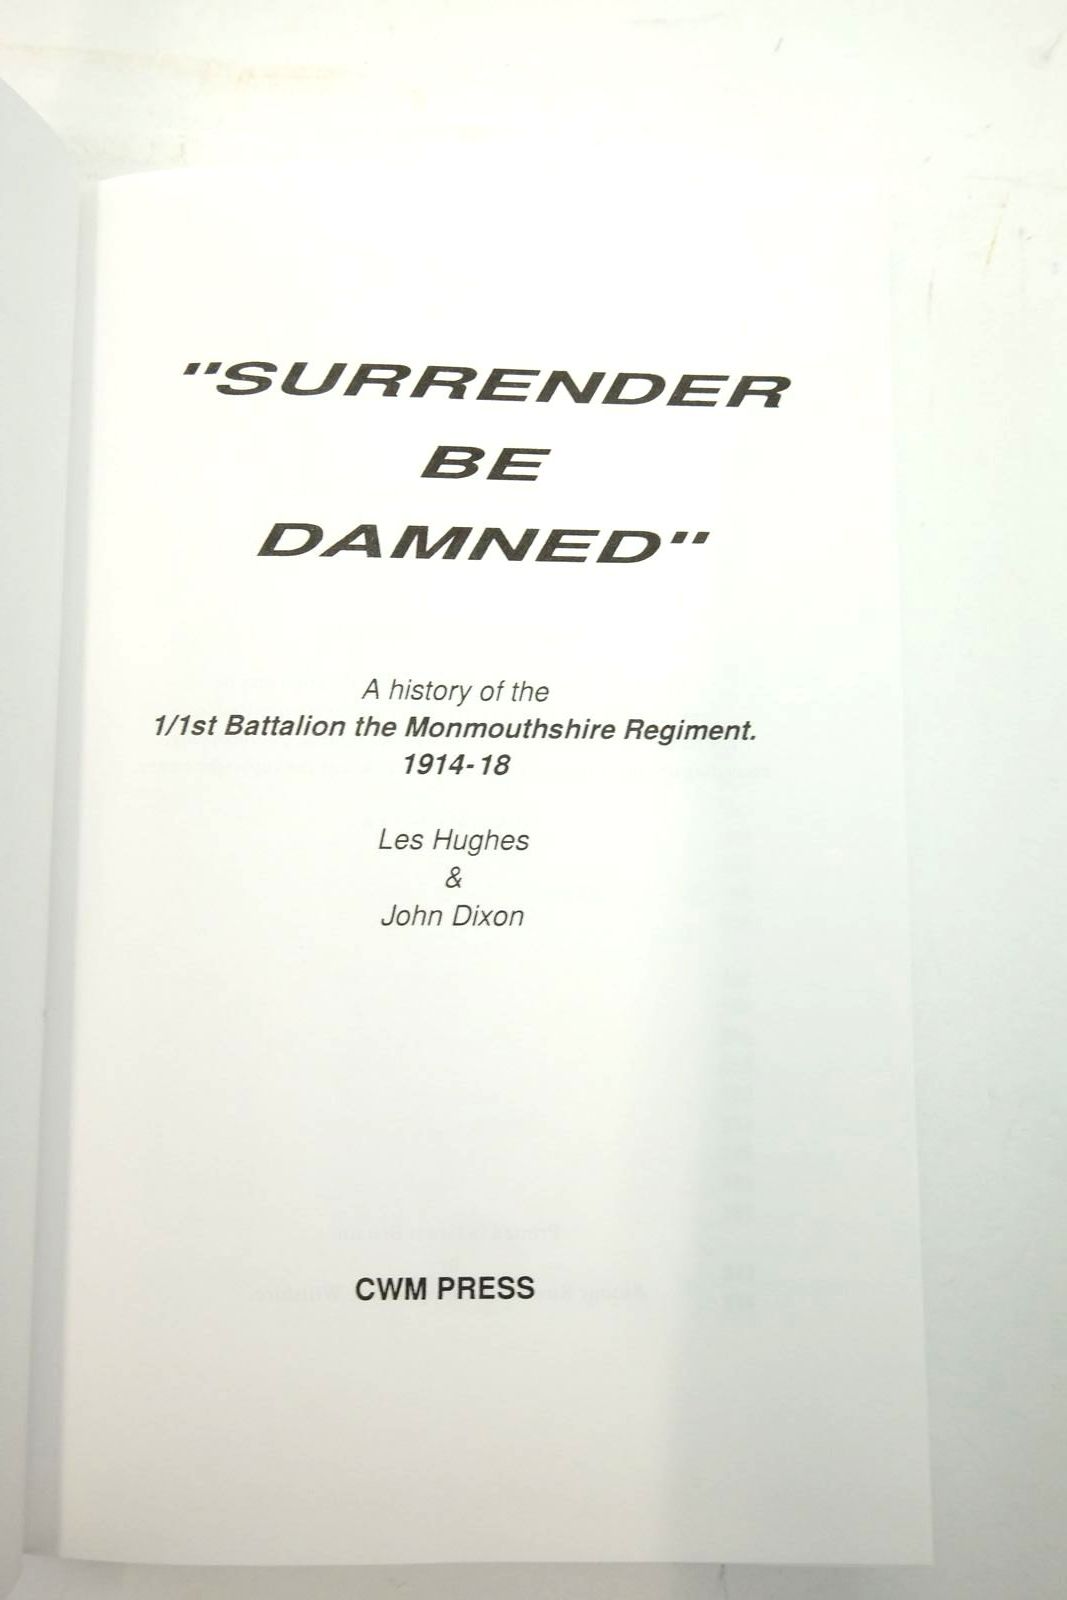 "SURRENDER
BE
DAMNED"
A history of the
1/1st Battalion the Monmouthshire Regiment.
1914-18
Les Hughes
&
John Dixon
CWM PRESS